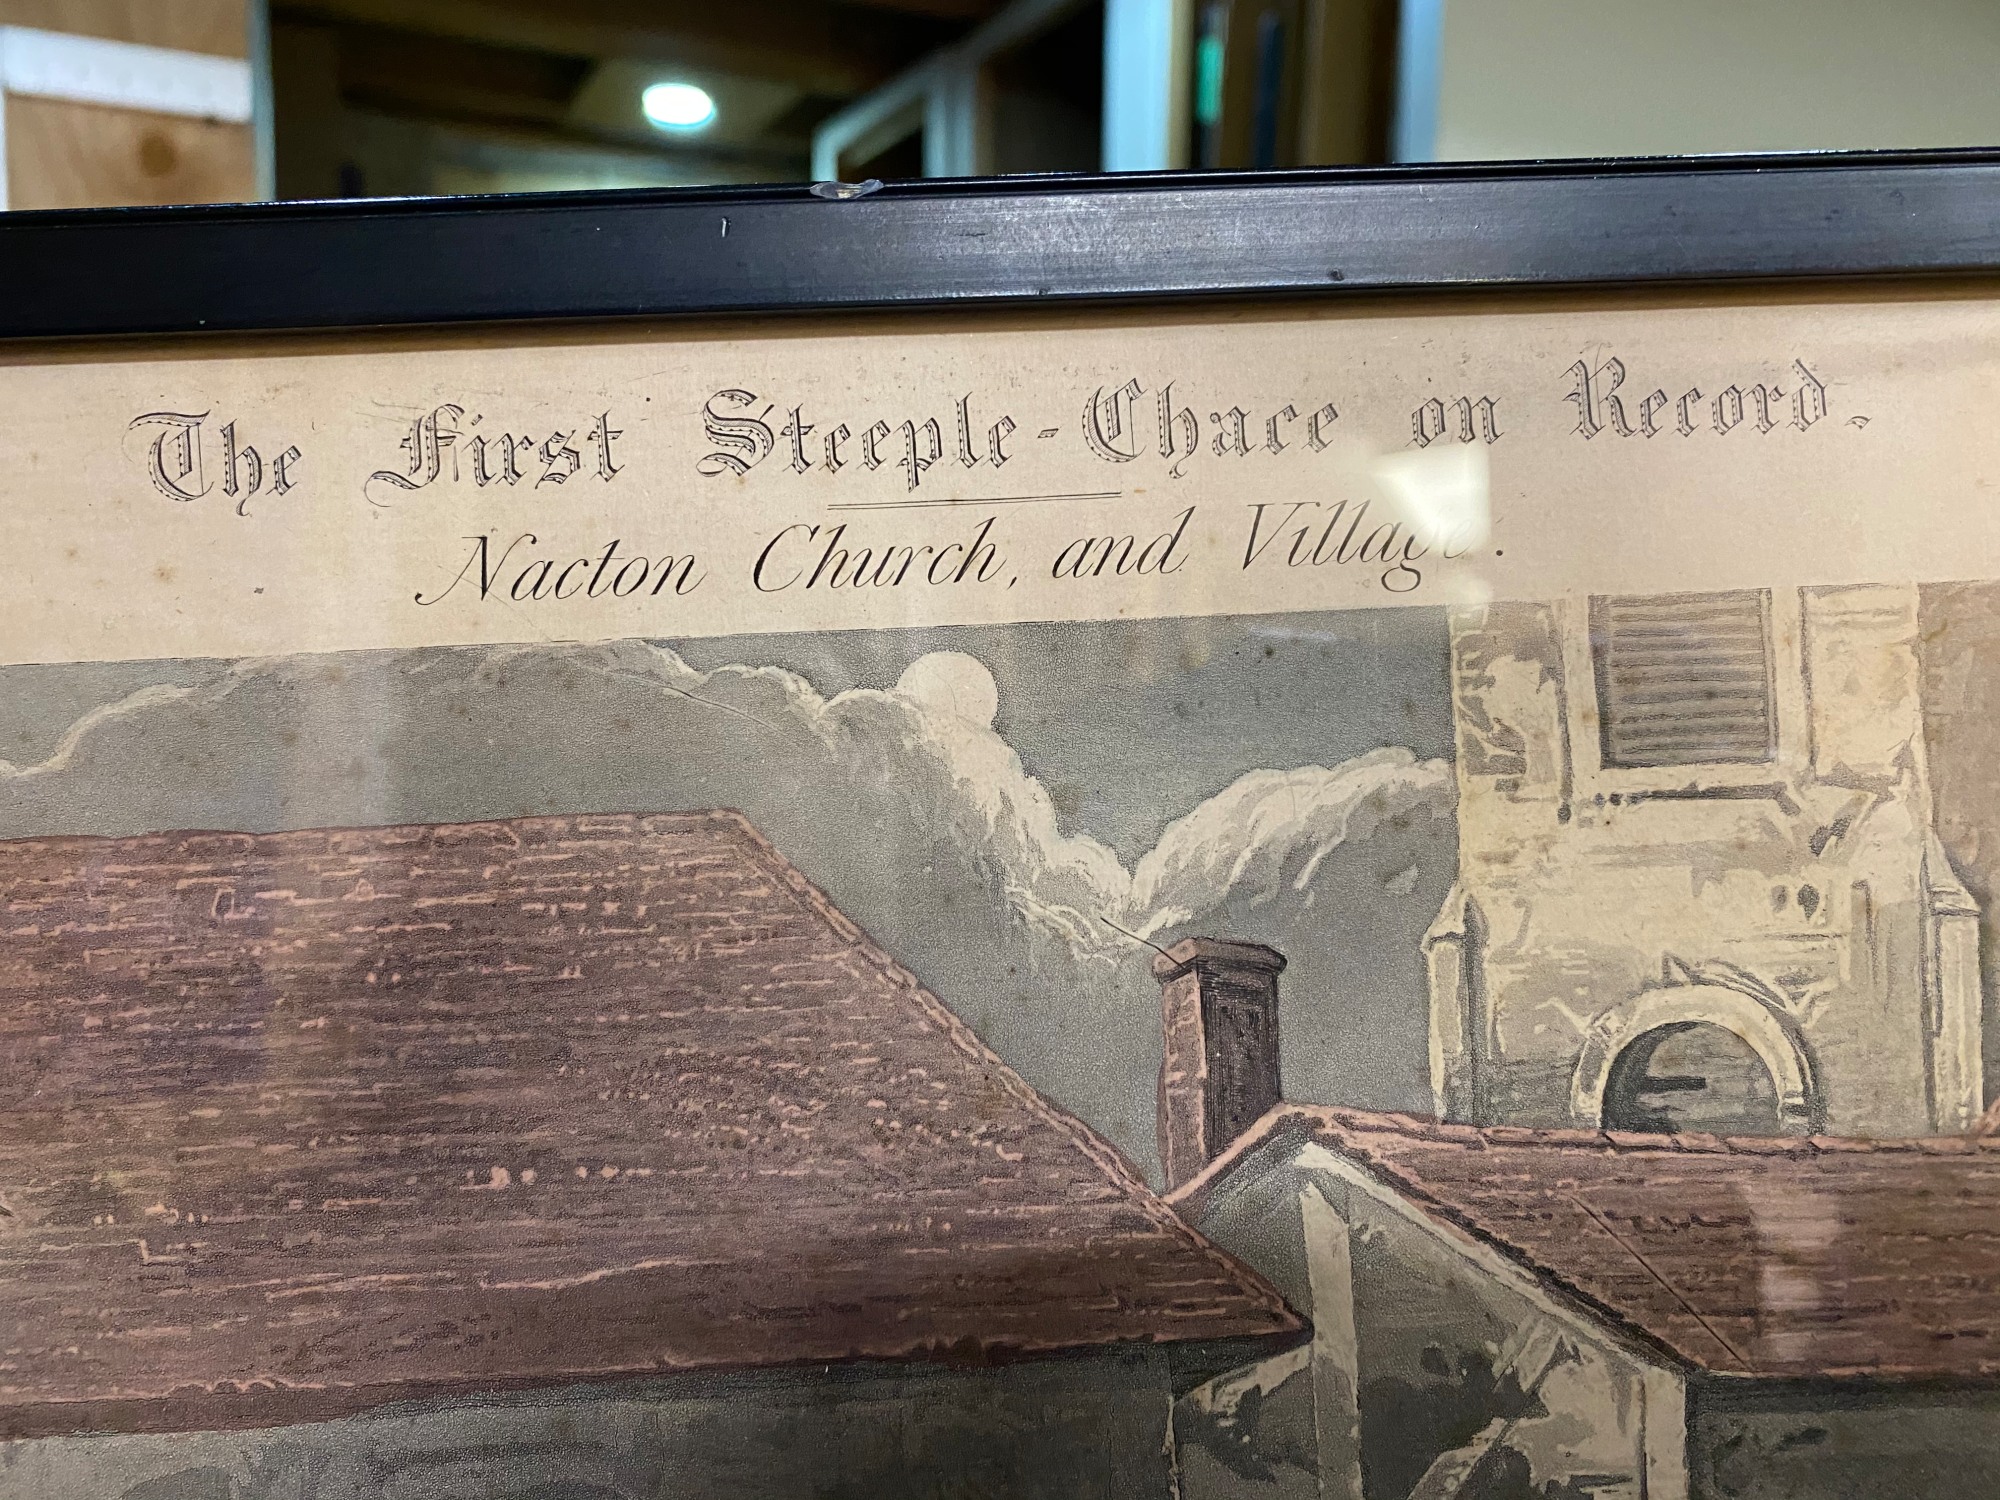 The First Steeple-Chace on Record.
Nacton Church, and Village.